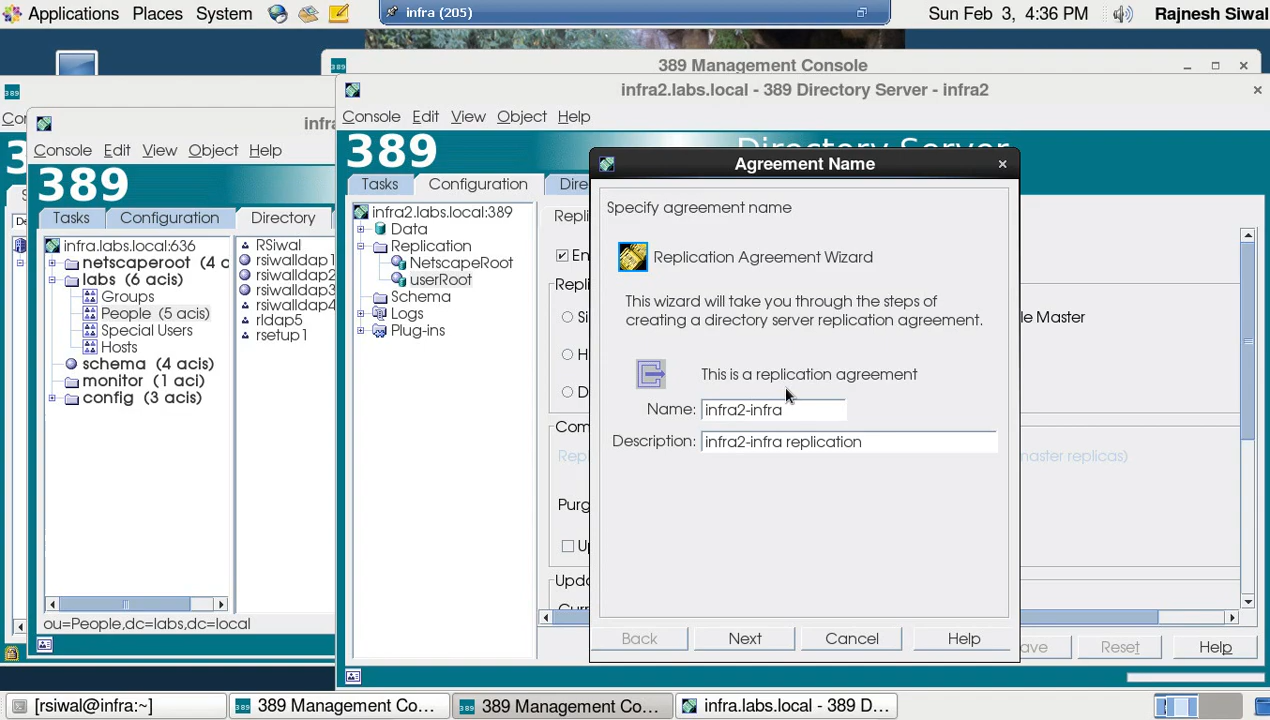 Applications Places System
infra (205)
Sun Feb 3, 4:36 PM
Rajnesh Siwal
389 Management Console
infra2.labs.local - 389 Directory Server - infra2
Console Edit View Object Help
389
Tasks Configuration
infra2.labs.local:389
Data
Replication
NetscapeRoot
userRoot
Schema
Logs
Plug-ins
Console Edit View Object Help
389
Tasks Configuration Directory
infra.labs.local:636
netscaperoot (4 a
labs (6 acis)
Groups
People (5 acis)
Special Users
Hosts
schema (4 acis)
monitor (1 aci)
config (3 acis)
RSiwal
rsiwalldap1
rsiwalldap2
rsiwalldap3
rsiwalldap4
rldap5
rsetup1
ou=People,dc=labs,dc=local
Agreement Name
Specify agreement name
Replication Agreement Wizard
This wizard will take you through the steps of
creating a directory server replication agreement.
This is a replication agreement
Name: infra2-infra
Description: infra2-infra replication
Back Next Cancel Help
Reset Help
[rsiwal@infra:~]
389 Management Co...
389 Management Co...
infra.labs.local - 389 D...